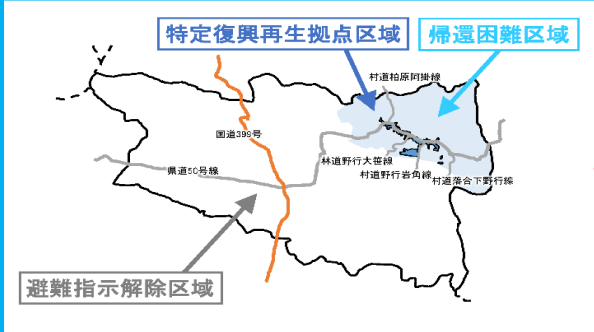 特定復興再生拠点区域
帰還困難区域
村道柏原阿掛線
国道399号
林道野行大笹線
県道50号線
村道野行岩角線
村道落合下野行線
避難指示解除区域